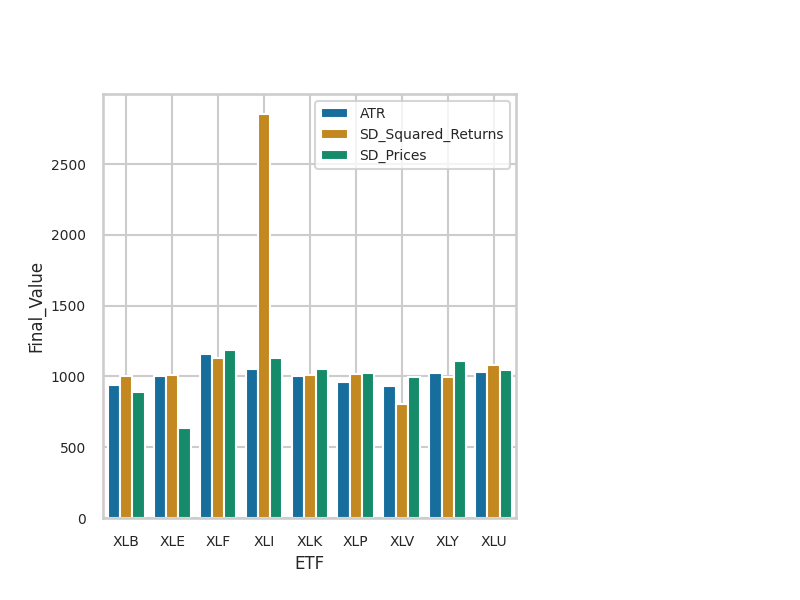 ATR
SD_Squared_Returns
SD_Prices
2500
2000
1500
1000
500
0
Final_Value
XLB XLE XLF XLI XLK XLP XLV XLY XLU
ETF